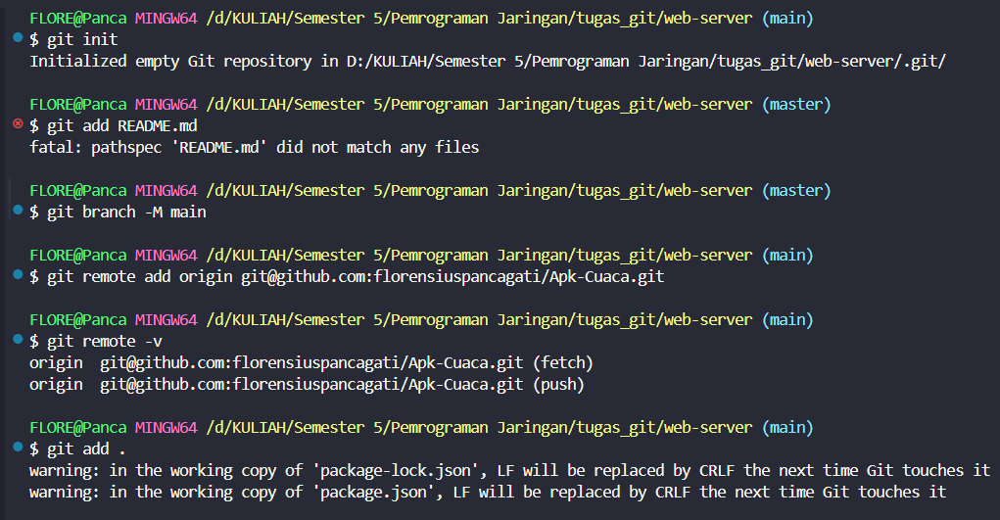 FLORE@Panca MINGW64 /d/KULIAH/Semester 5/Pemrograman Jaringan/tugas_git/web-server (main)
$ git init
Initialized empty Git repository in D:/KULIAH/Semester 5/Pemrograman Jaringan/tugas_git/web-server/.git/
FLORE@Panca MINGW64 /d/KULIAH/Semester 5/Pemrograman Jaringan/tugas_git/web-server (master)
$ git add README.md
fatal: pathspec 'README.md' did not match any files
FLORE@Panca MINGW64 /d/KULIAH/Semester 5/Pemrograman Jaringan/tugas_git/web-server (master)
$ git branch -M main
FLORE@Panca MINGW64 /d/KULIAH/Semester 5/Pemrograman Jaringan/tugas_git/web-server (main)
$ git remote add origin git@github.com:florensiuspancagati/Apk-Cuaca.git
FLORE@Panca MINGW64 /d/KULIAH/Semester 5/Pemrograman Jaringan/tugas_git/web-server (main)
$ git remote -v
origin  git@github.com:florensiuspancagati/Apk-Cuaca.git (fetch)
origin  git@github.com:florensiuspancagati/Apk-Cuaca.git (push)
FLORE@Panca MINGW64 /d/KULIAH/Semester 5/Pemrograman Jaringan/tugas_git/web-server (main)
$ git add .
warning: in the working copy of 'package-lock.json', LF will be replaced by CRLF the next time Git touches it
warning: in the working copy of 'package.json', LF will be replaced by CRLF the next time Git touches it